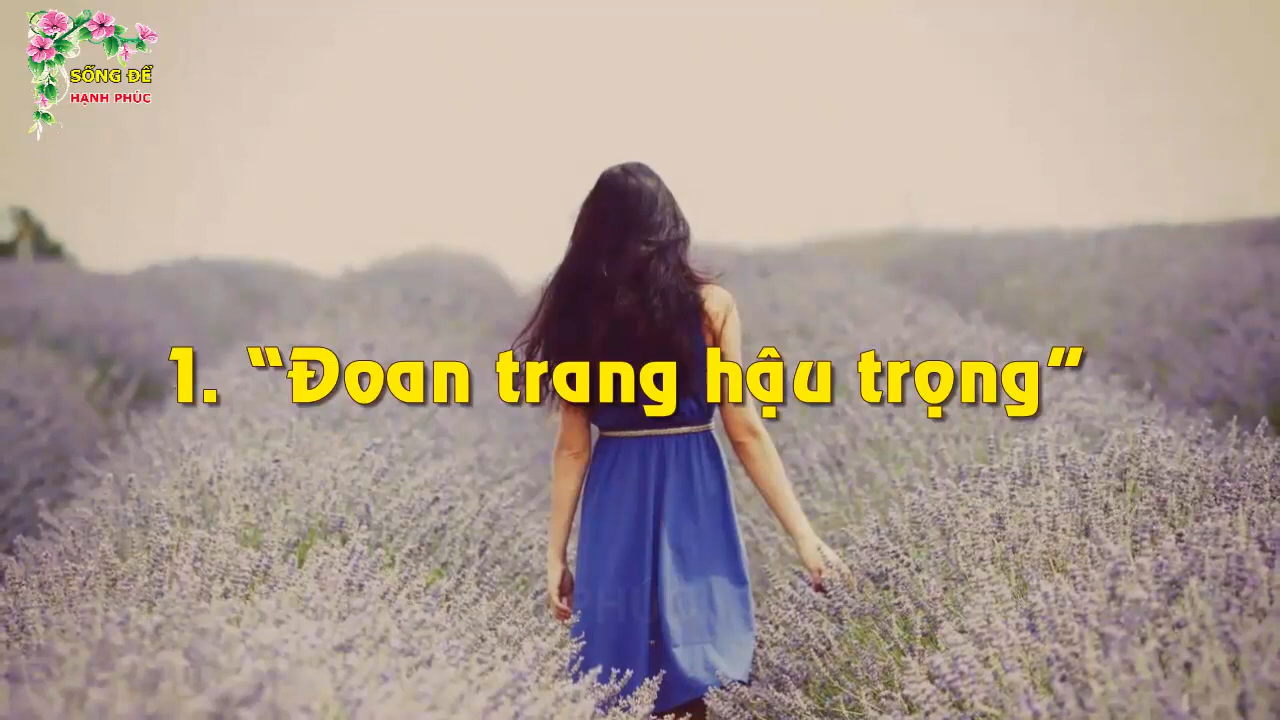 SỐNG ĐỂ
HẠNH PHÚC
1. “Đoan trang hậu trọng”